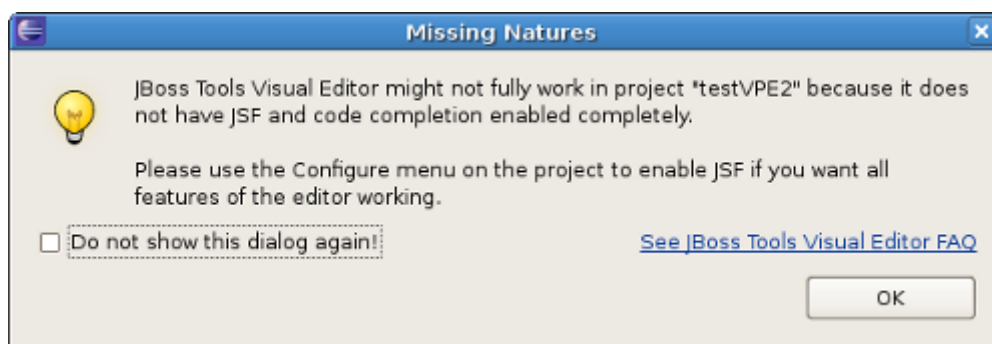 Missing Natures
JBoss Tools Visual Editor might not fully work in project "testVPE2" because it does
not have JSF and code completion enabled completely.
Please use the Configure menu on the project to enable JSF if you want all
features of the editor working.
Do not show this dialog again!
See JBoss Tools Visual Editor FAQ
OK